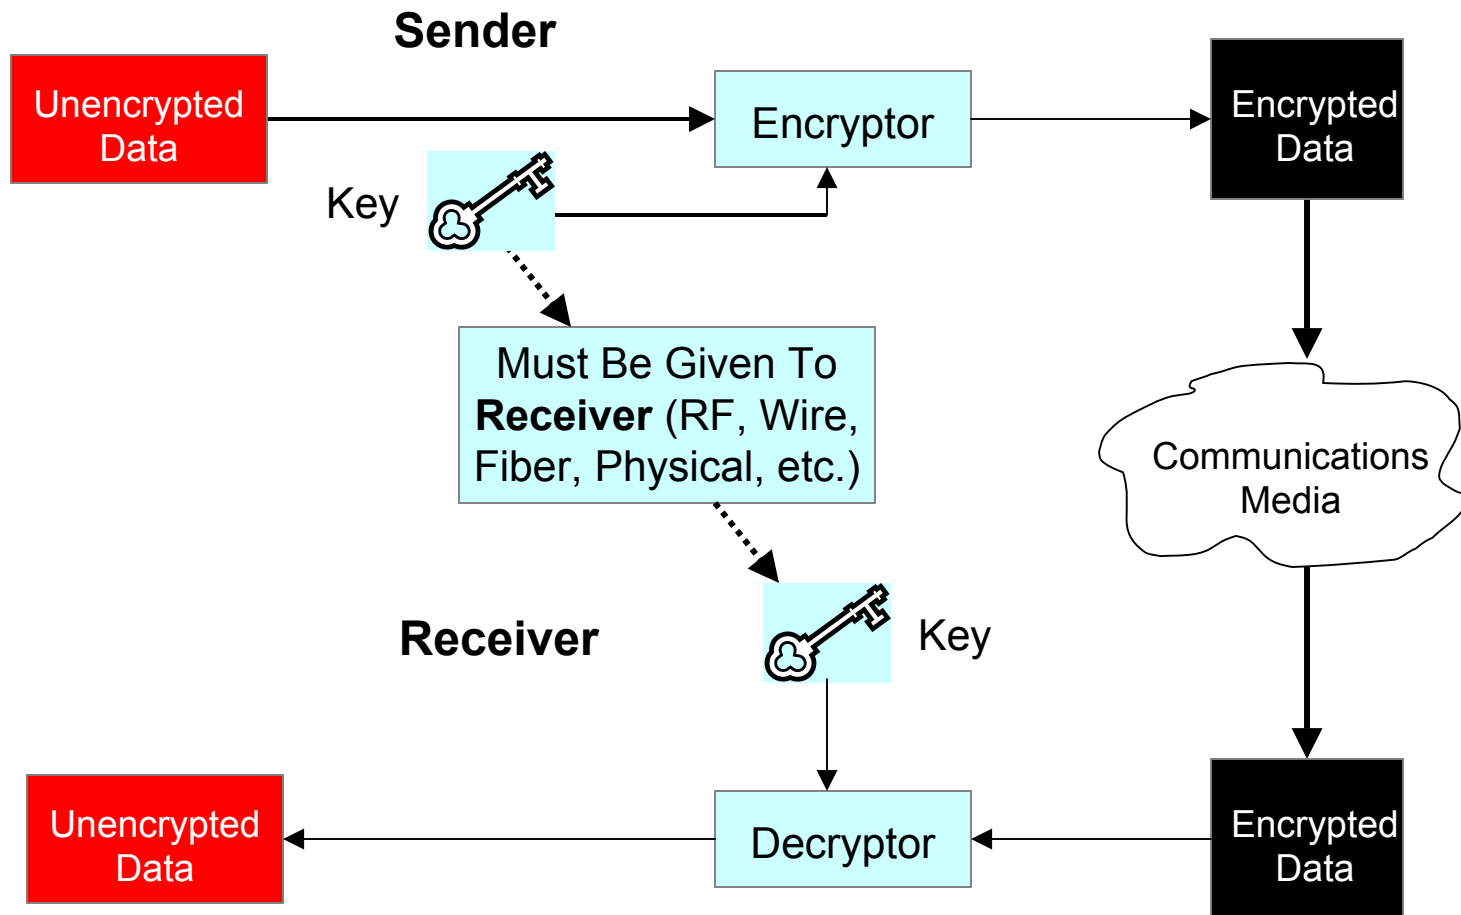 Sender
Unencrypted
Data
Encryptor
Encrypted
Data
Key
Must Be Given To
Receiver (RF, Wire,
Fiber, Physical, etc.)
Communications
Media
Receiver
Key
Unencrypted
Data
Decryptor
Encrypted
Data